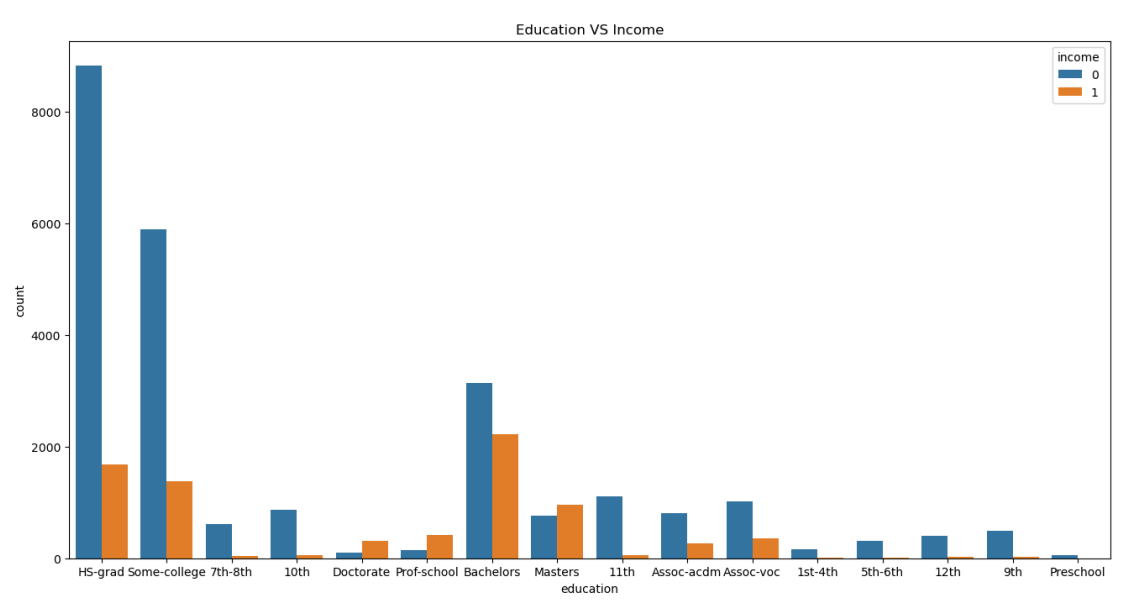 Education VS Income
income
0
1
8000
6000
4000
2000
0
count
HS-grad Some-college 7th-8th 10th Doctorate Prof-school Bachelors Masters 11th Assoc-acdm Assoc-voc 1st-4th 5th-6th 12th 9th Preschool
education